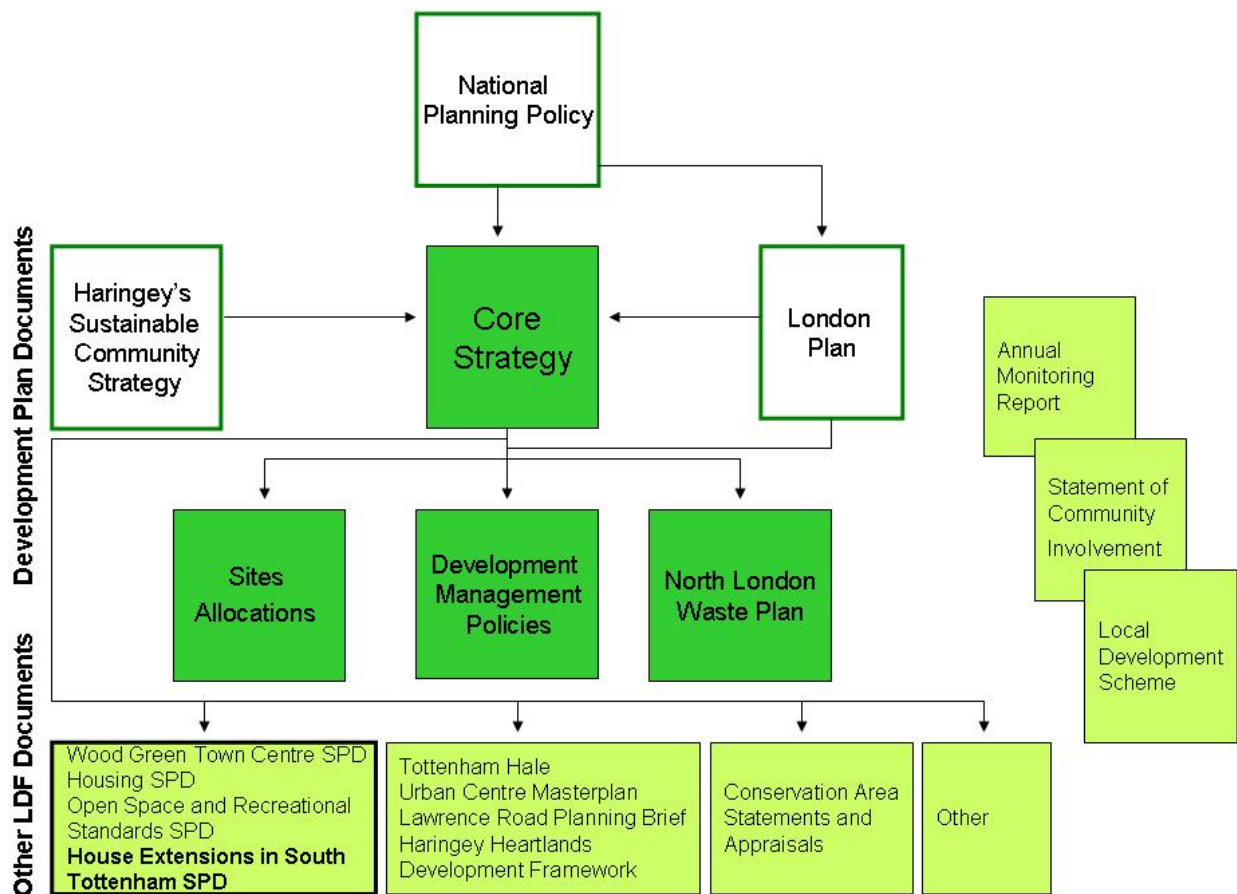 National
Planning Policy
Development Plan Documents
Haringey's
Sustainable
Community
Strategy
Core
Strategy
London
Plan
Annual
Monitoring
Report
Statement of
Community
Involvement
Local
Development
Scheme
Sites
Allocations
Development
Management
Policies
North London
Waste Plan
Other LDF Documents
Wood Green Town Centre SPD
Housing SPD
Open Space and Recreational
Standards SPD
House Extensions in South
Tottenham SPD
Tottenham Hale
Urban Centre Masterplan
Lawrence Road Planning Brief
Haringey Heartlands
Development Framework
Conservation Area
Statements and
Appraisals
Other